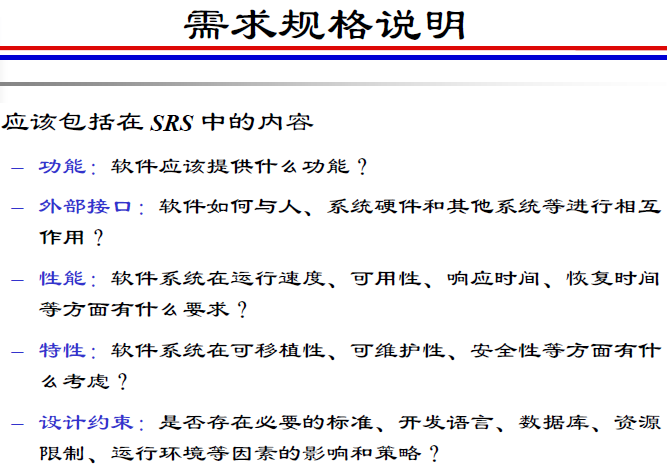 需求规格说明
应该包括在 SRS 中的内容
– 功能：软件应该提供什么功能？
– 外部接口：软件如何与人、系统硬件和其他系统等进行相互
作用？
– 性能：软件系统在运行速度、可用性、响应时间、恢复时间
等方面有什么要求？
– 特性：软件系统在可移植性、可维护性、安全性等方面有什
么考虑？
– 设计约束：是否存在必要的标准、开发语言、数据库、资源
限制、运行环境等因素的影响和策略？